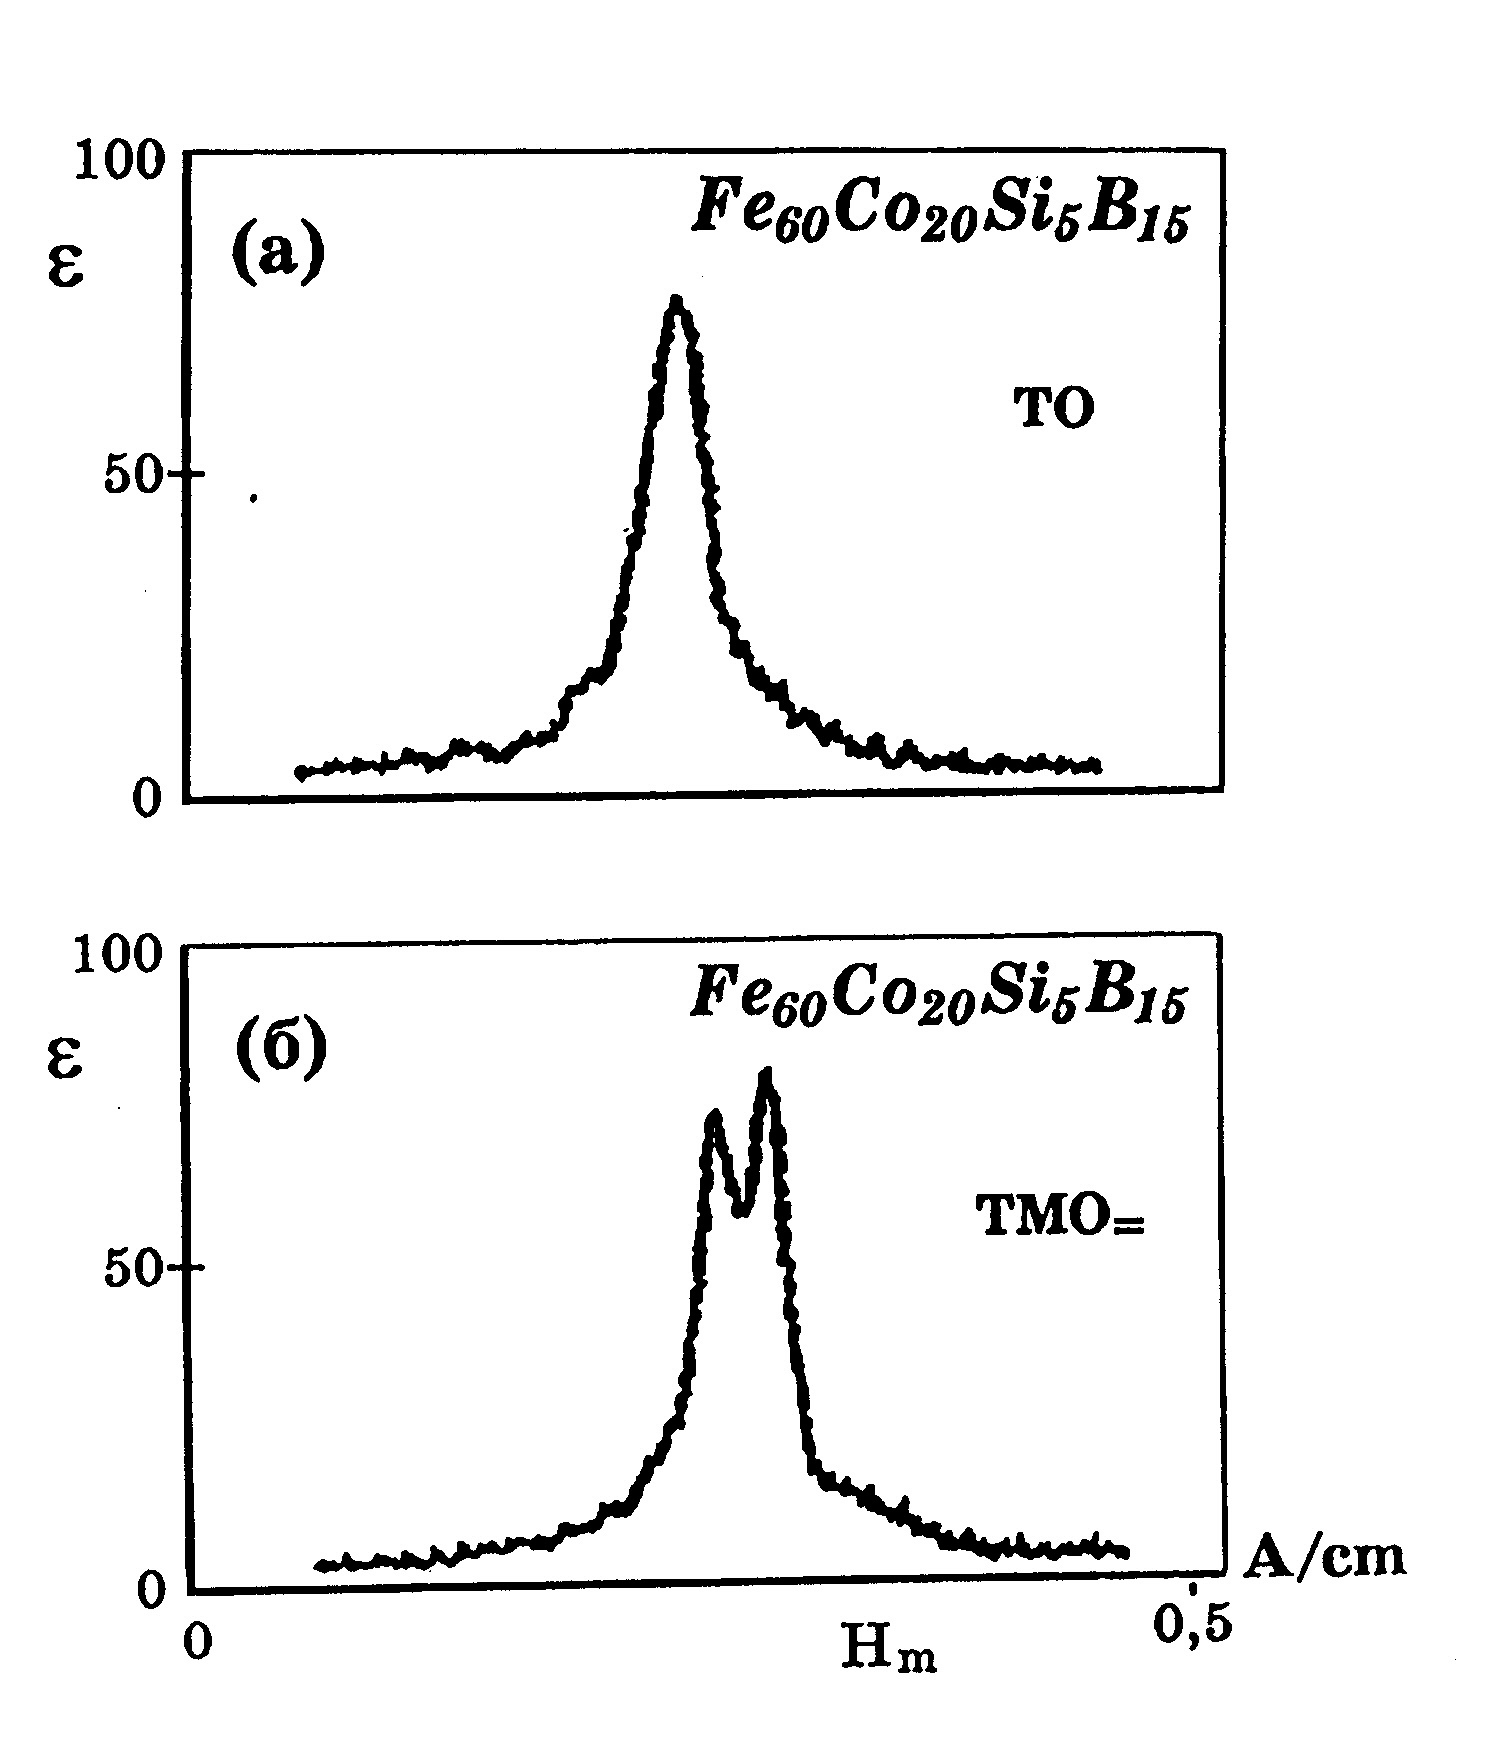 100
Fe60Co20Si5B15
(а)
ε
TO
50
0
100
Fe60Co20Si5B15
(б)
ε
TMO=
50
0
A/cm
0
Hm
0,5